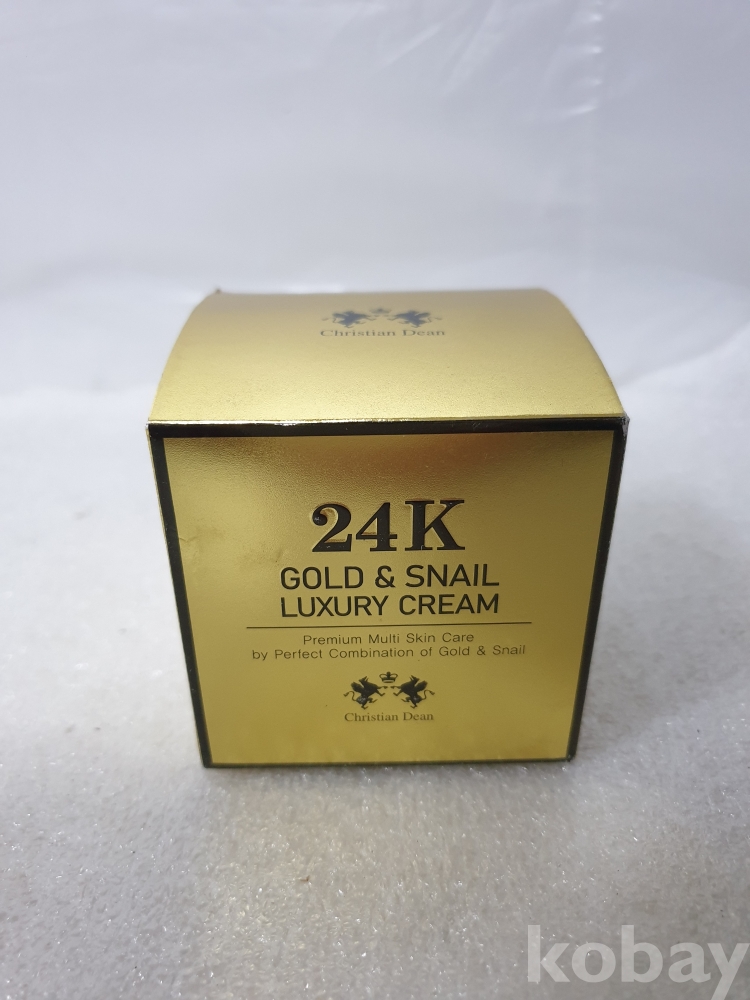 Christian Dean
24K
GOLD & SNAIL
LUXURY CREAM
Premium Multi Skin Care
by Perfect Combination of Gold & Snail
Christian Dean
kobay